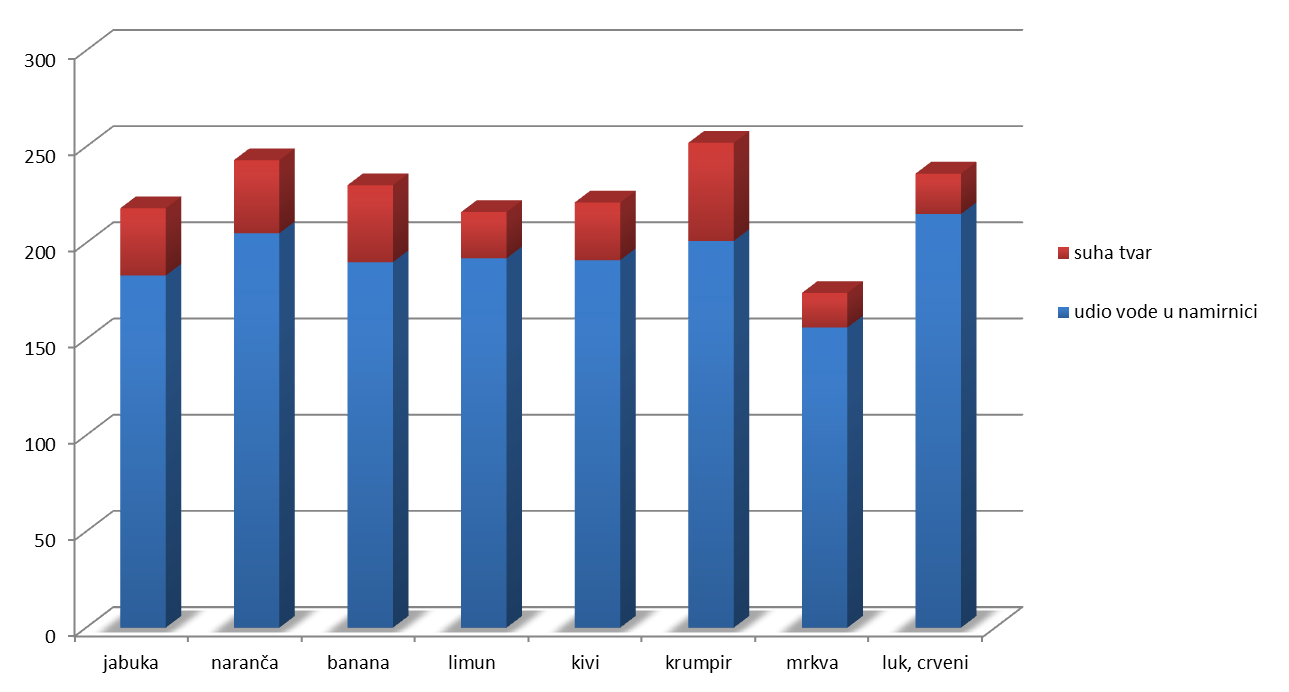 300
250
200
150
100
50
0
jabuka naranča banana limun kivi krumpir mrkva luk, crveni
suha tvar
udio vode u namirnici